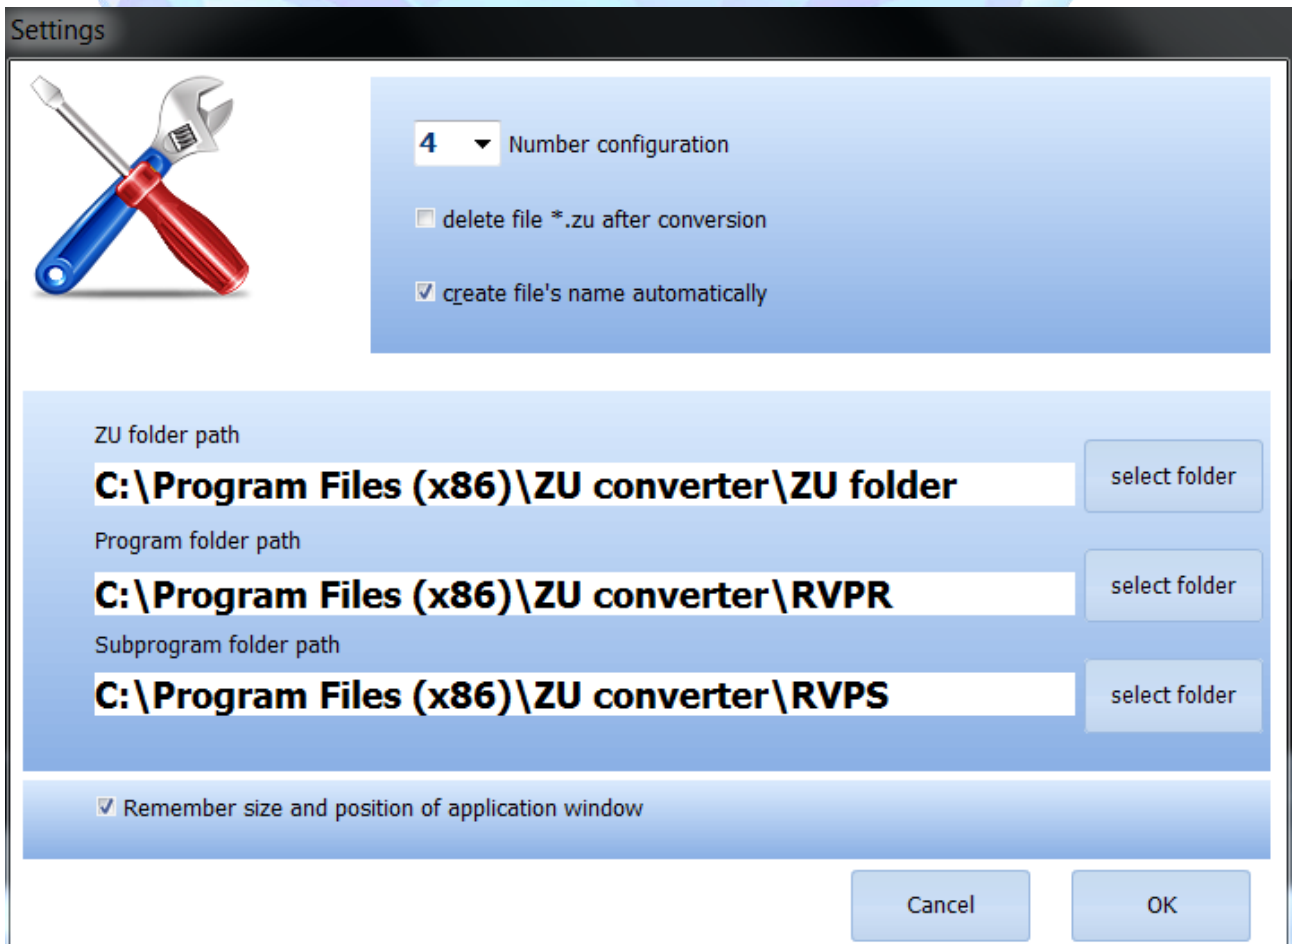 Settings
4 Number configuration
delete file *.zu after conversion
create file's name automatically
ZU folder path
C:\Program Files (x86)\ZU converter\ZU folder
select folder
Program folder path
C:\Program Files (x86)\ZU converter\RVPR
select folder
Subprogram folder path
C:\Program Files (x86)\ZU converter\RVPS
select folder
Remember size and position of application window
Cancel
OK